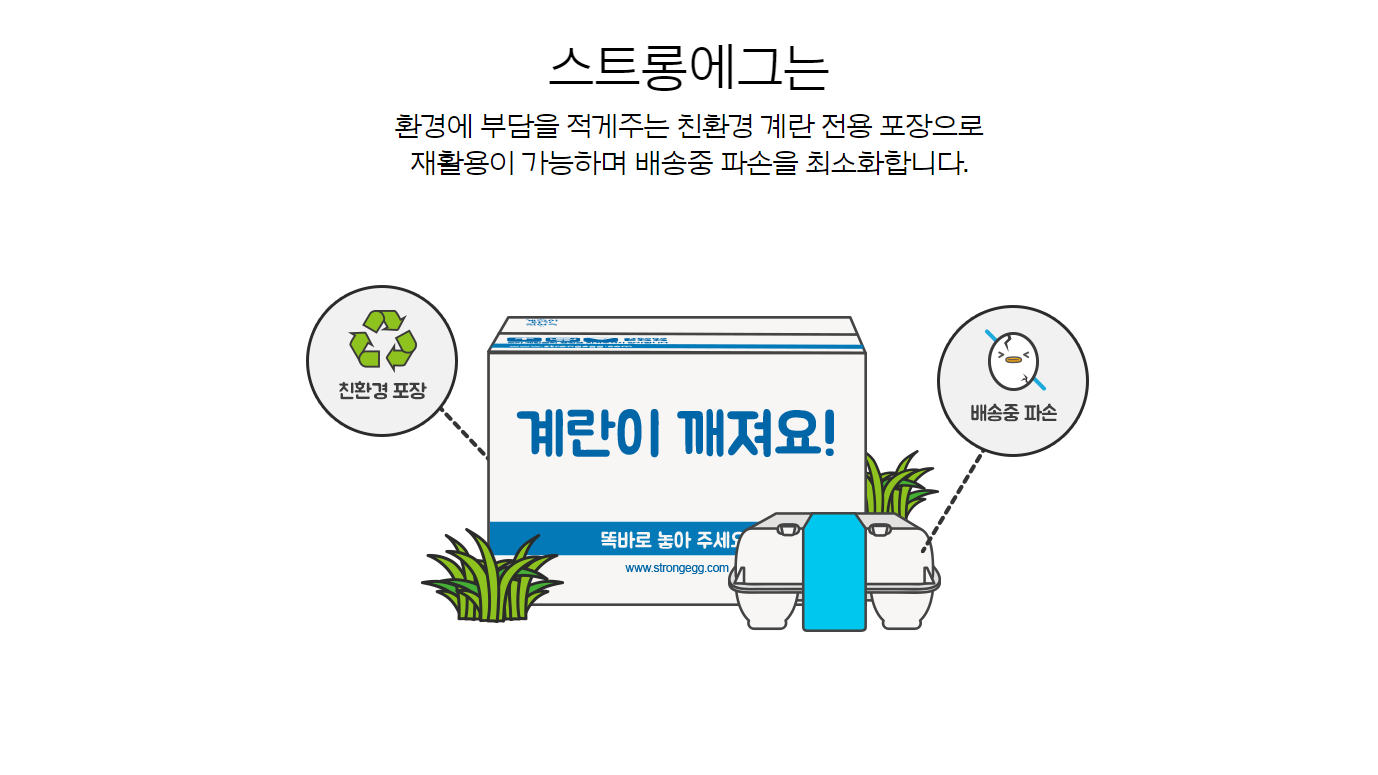 스트롱에그는
환경에 부담을 적게주는 친환경 계란 전용 포장으로
재활용이 가능하며 배송중 파손을 최소화합니다.
친환경 포장
배송중 파손
계란이 깨져요!
똑바로 놓아 주세요
www.strongegg.com